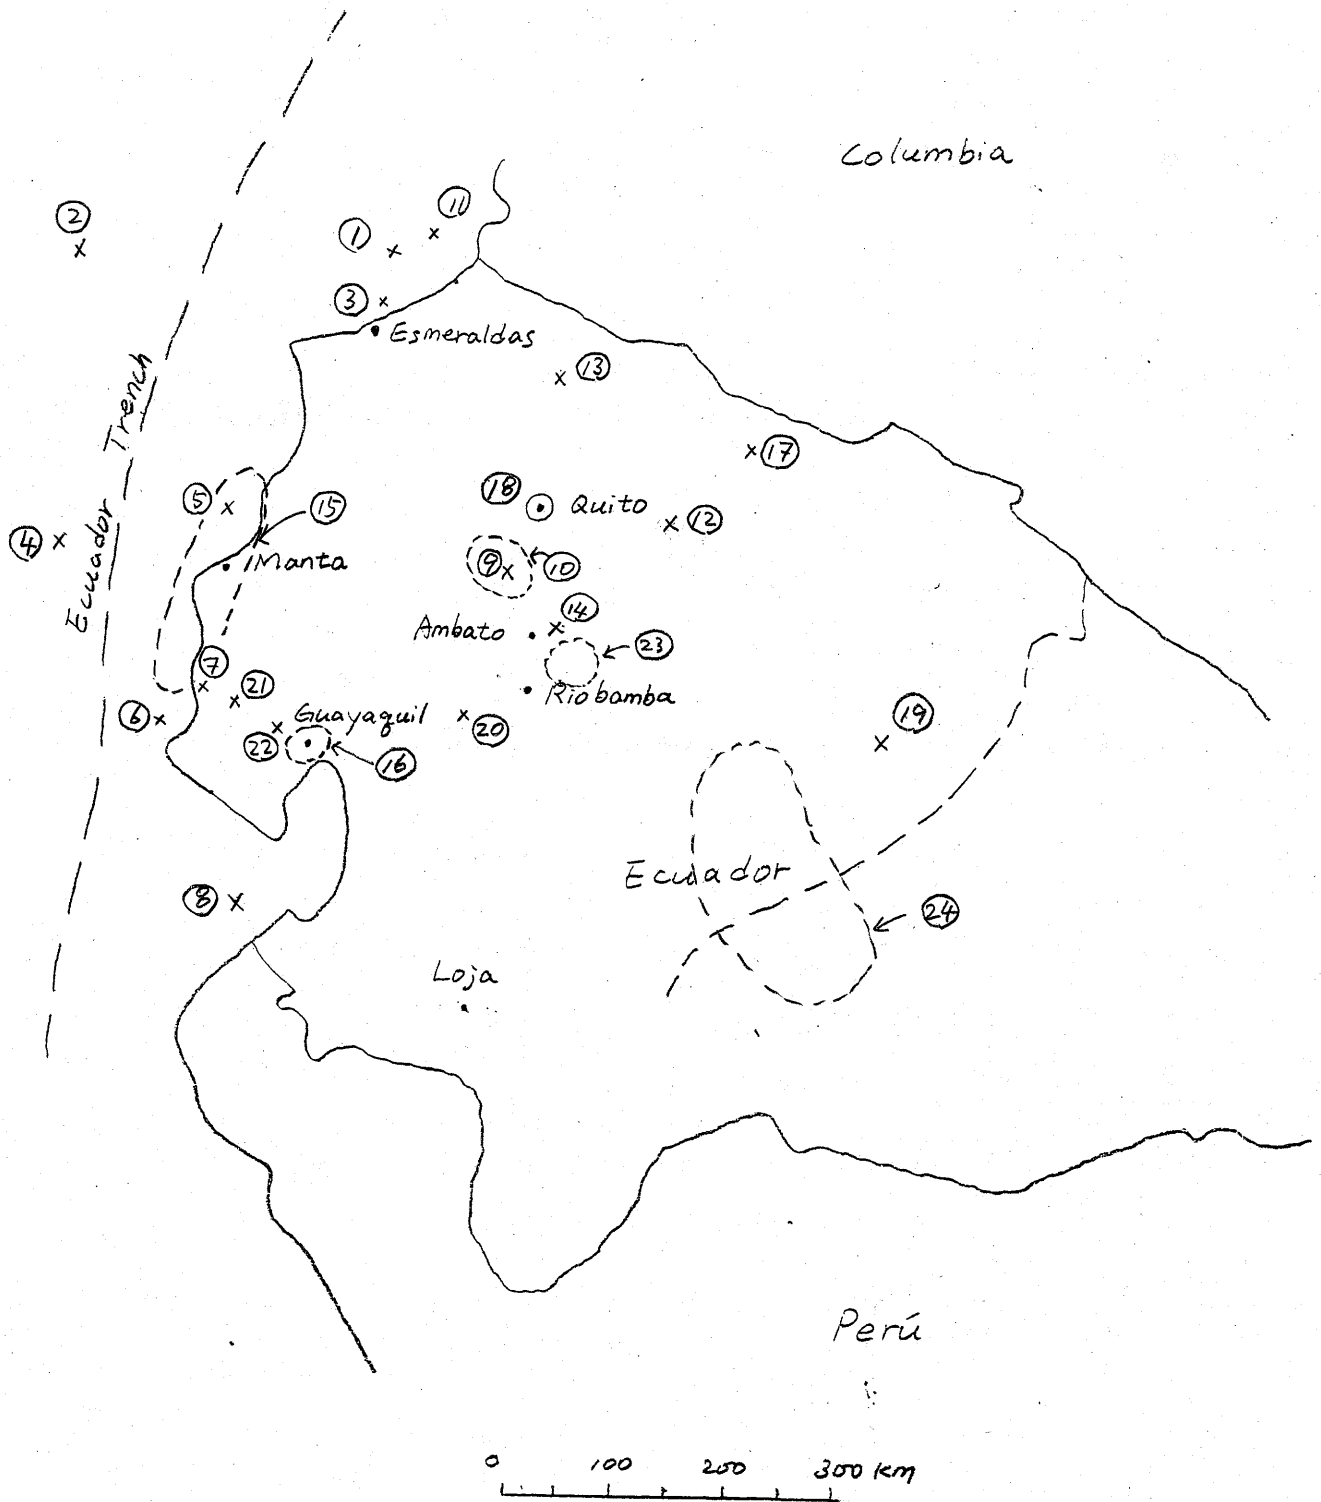 Columbia
②
⑪
①
③
Esmeraldas
⑬
Ecuador Trench
⑰
⑤
⑮
⑱
Quito
⑫
④
Manta
⑨
⑩
⑭
Ambato
㉓
⑦
㉑
Riobamba
⑥
Guayaquil
⑳
⑲
㉒
⑯
Ecuador
⑧
㉔
Loja
Perú
0 100 200 300 km